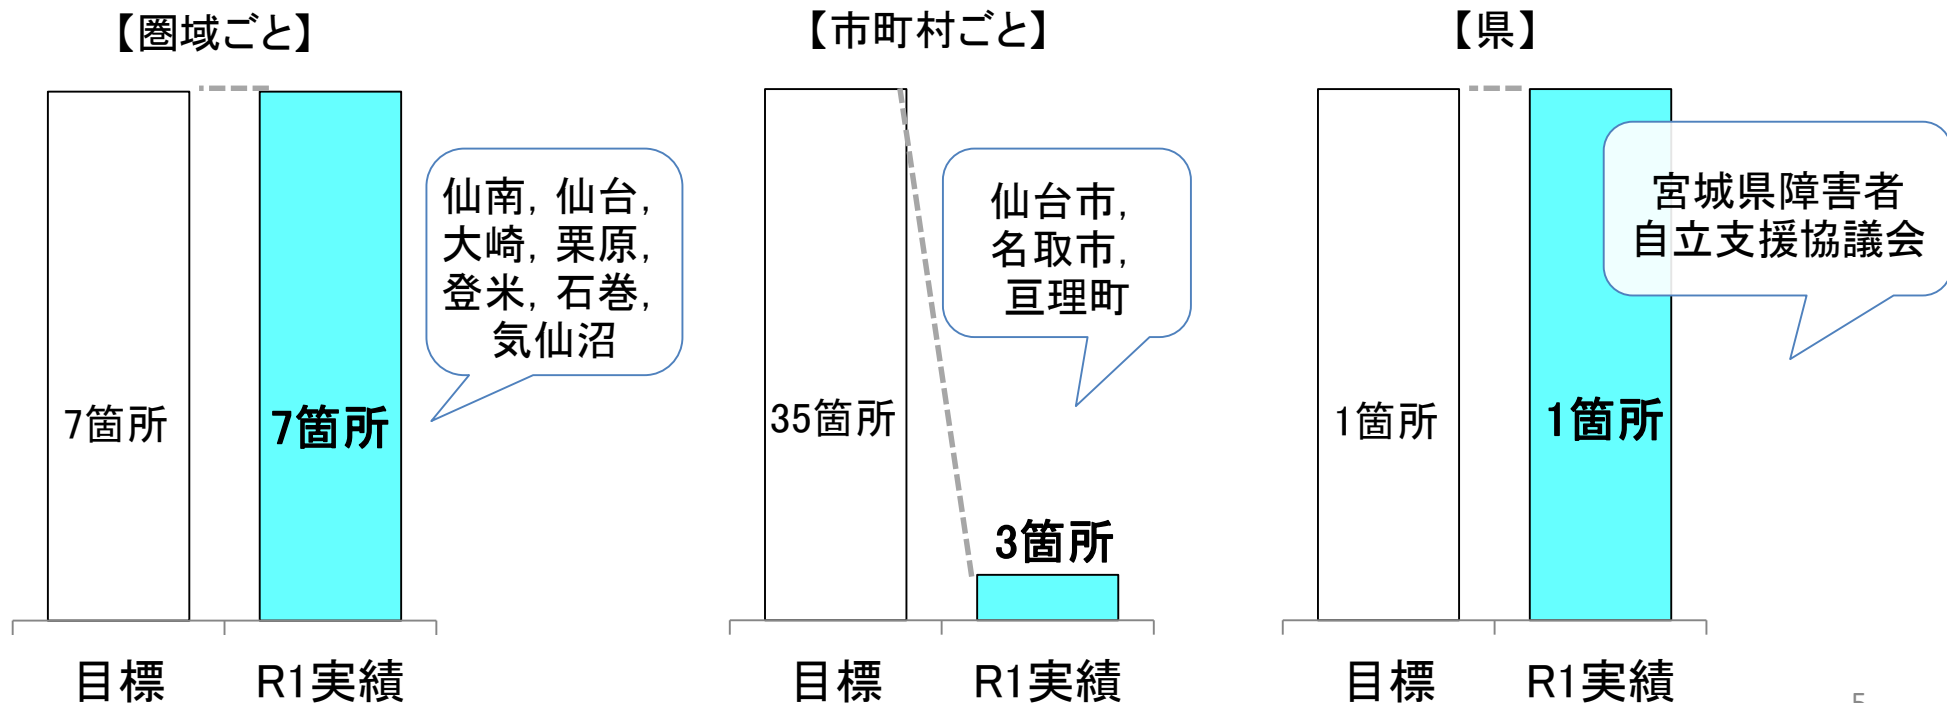 【圏域ごと】
7箇所
7箇所
仙南，仙台，
大崎，栗原，
登米，石巻，
気仙沼
目標
R1実績
【市町村ごと】
35箇所
3箇所
仙台市，
名取市，
亘理町
目標
R1実績
【県】
1箇所
1箇所
宮城県障害者
自立支援協議会
目標
R1実績
5